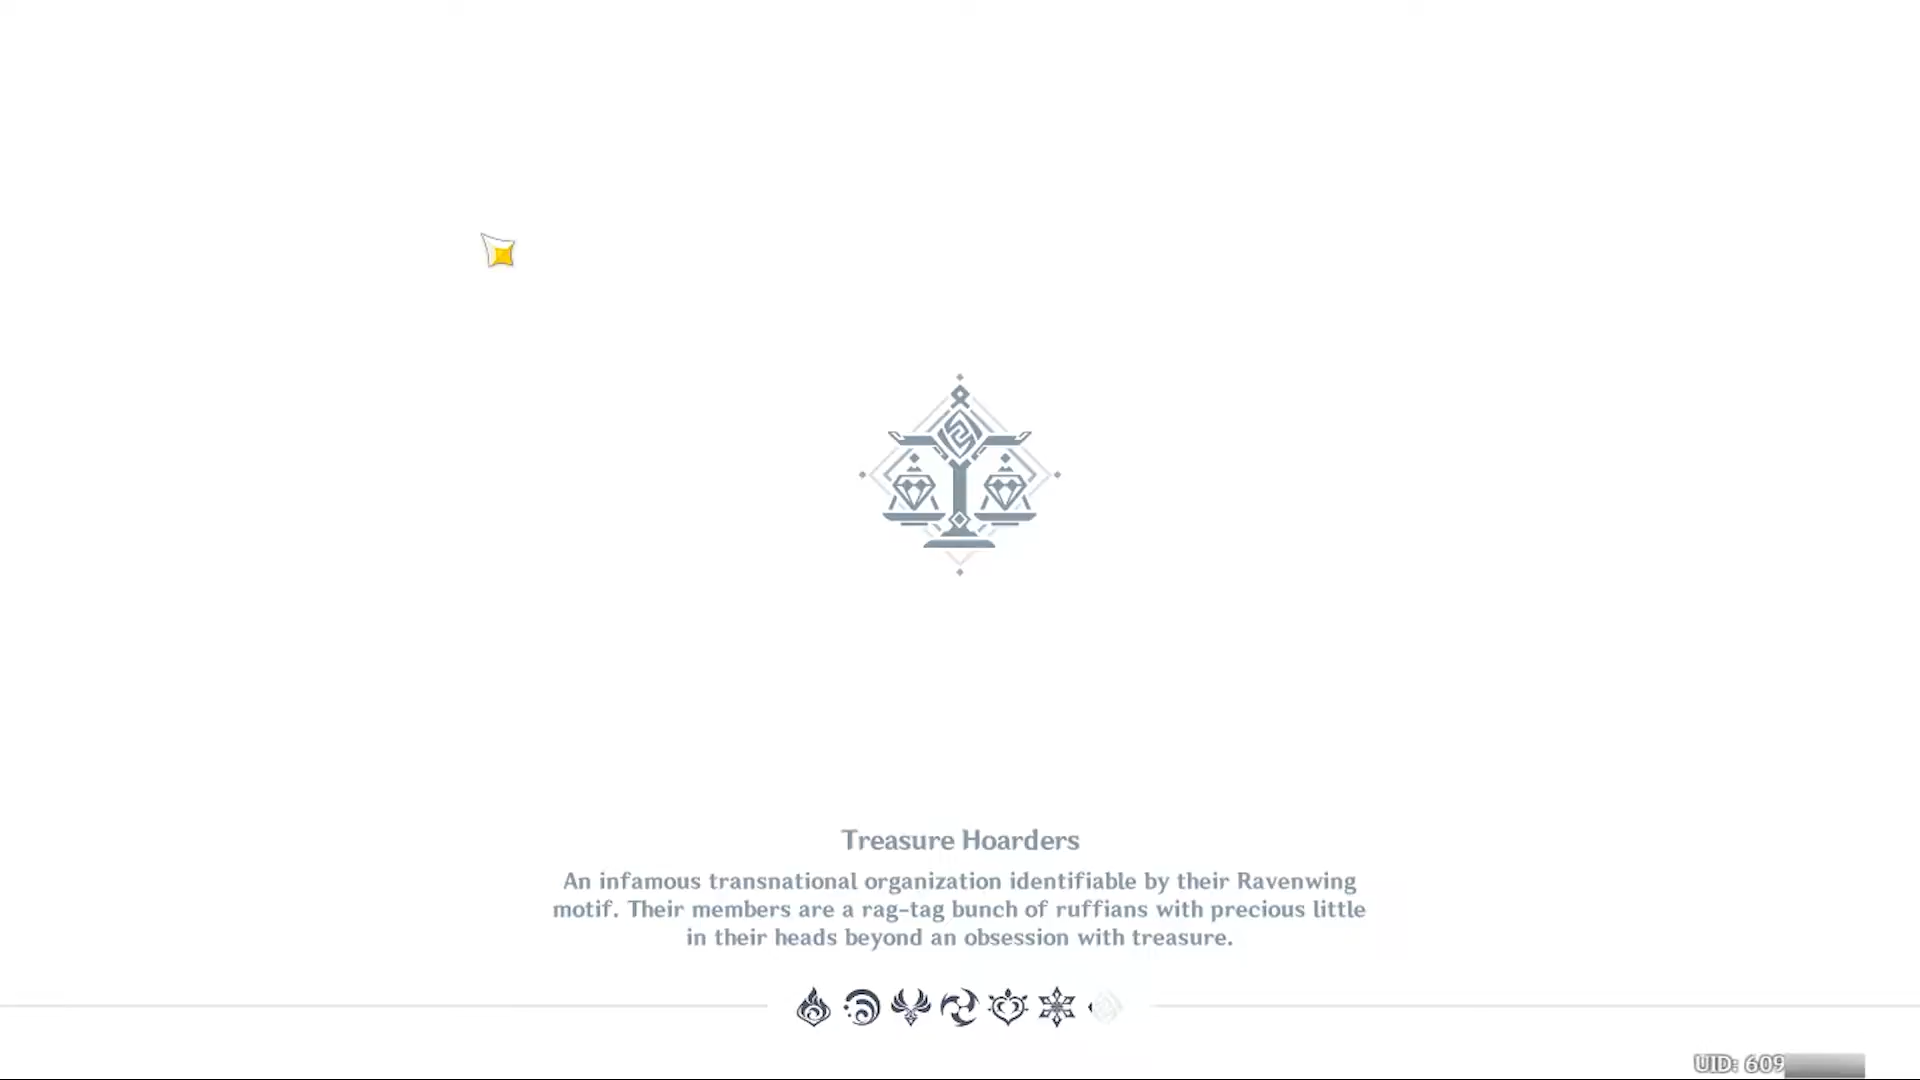 Treasure Hoarders
An infamous transnational organization identifiable by their Ravenwing
motif. Their members are a rag-tag bunch of ruffians with precious little
in their heads beyond an obsession with treasure.
UID: 609